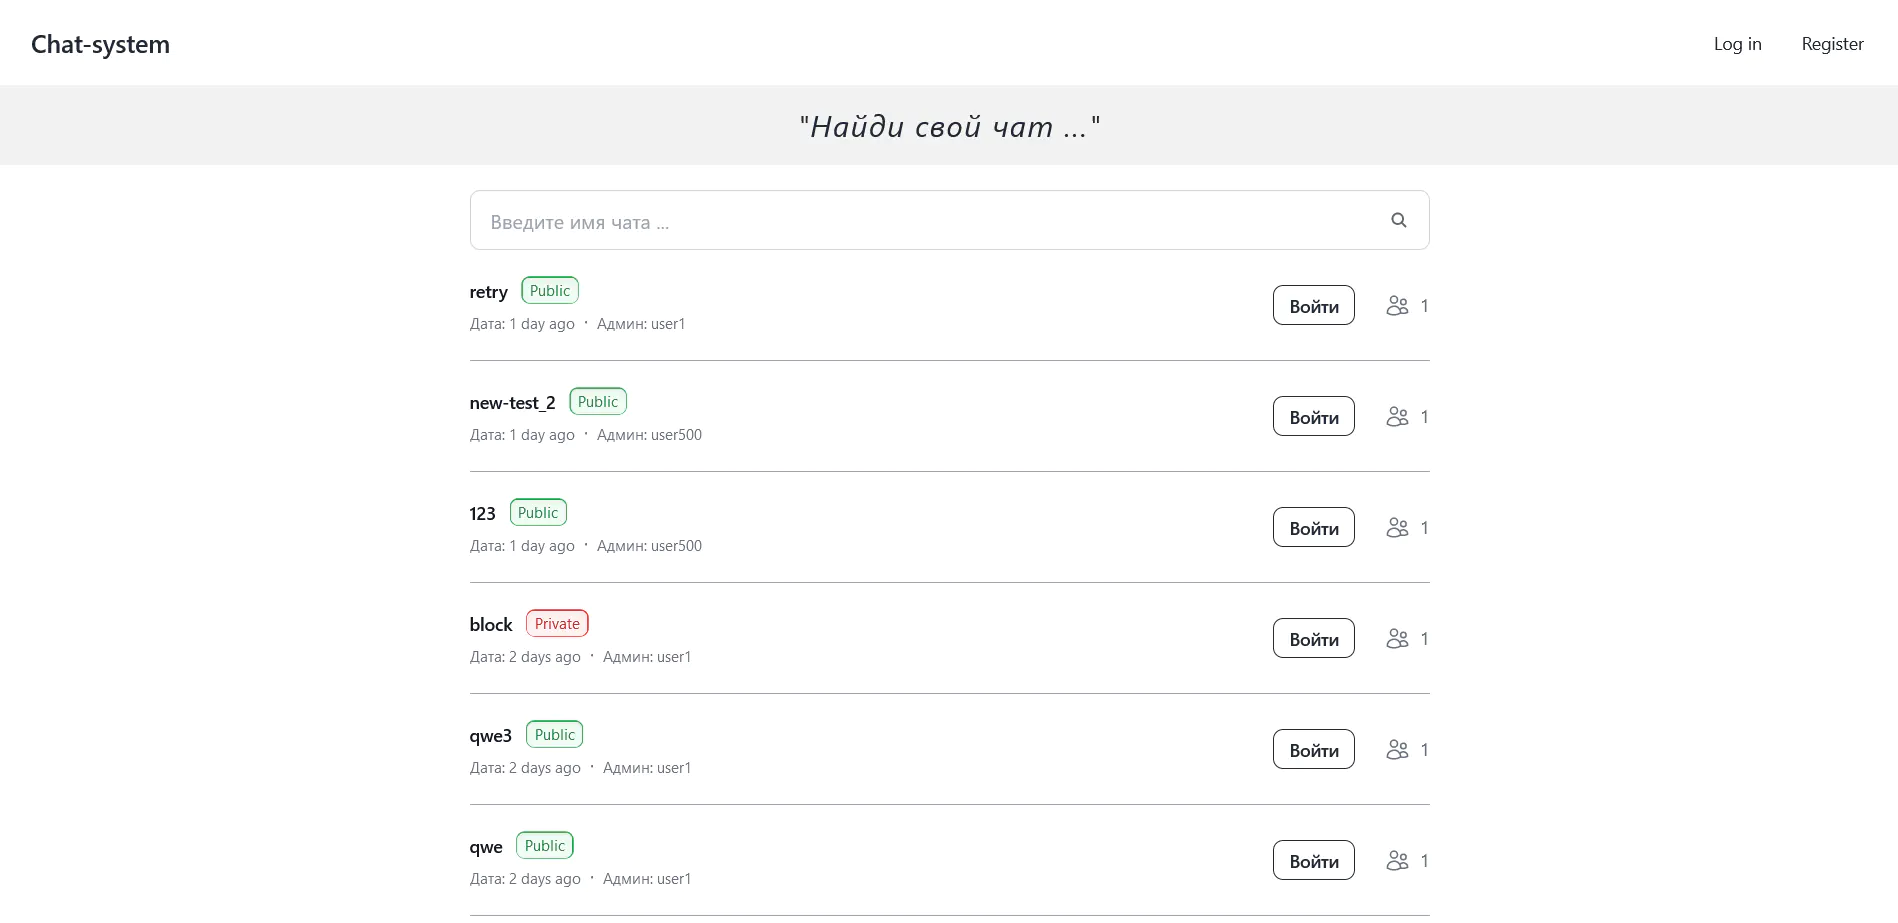 Chat-system Log in Register
"Найди свой чат ..."
Введите имя чата ...
retry Public
Дата: 1 day ago · Админ: user1
Войти 1
new-test_2 Public
Дата: 1 day ago · Админ: user500
Войти 1
123 Public
Дата: 1 day ago · Админ: user500
Войти 1
block Private
Дата: 2 days ago · Админ: user1
Войти 1
qwe3 Public
Дата: 2 days ago · Админ: user1
Войти 1
qwe Public
Дата: 2 days ago · Админ: user1
Войти 1